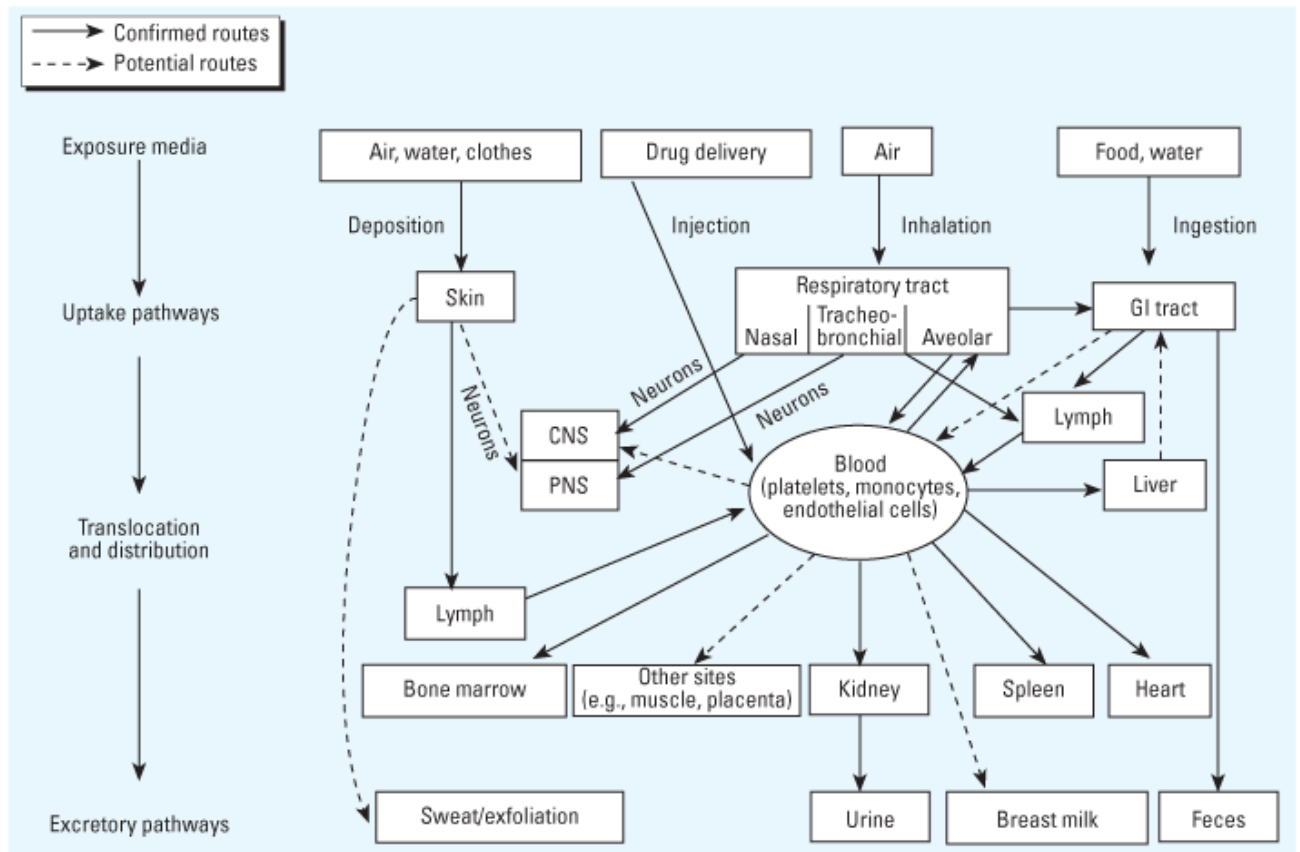 Confirmed routes
Potential routes
Exposure media
Air, water, clothes
Drug delivery
Air
Food, water
Deposition
Injection
Inhalation
Ingestion
Uptake pathways
Skin
Respiratory tract
Nasal
Tracheo-
bronchial
Aveolar
GI tract
Neurons
Neurons
Neurons
CNS
PNS
Lymph
Blood
(platelets, monocytes,
endothelial cells)
Liver
Translocation
and distribution
Lymph
Bone marrow
Other sites
(e.g., muscle, placenta)
Kidney
Spleen
Heart
Excretory pathways
Sweat/exfoliation
Urine
Breast milk
Feces